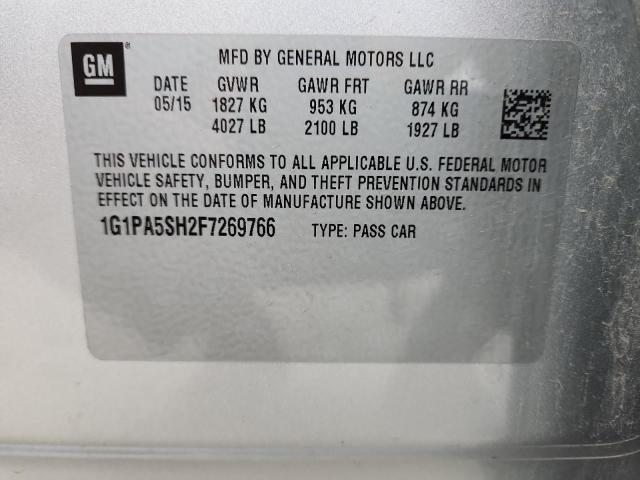 GM
MFD BY GENERAL MOTORS LLC
DATE GVWR GAWR FRT GAWR RR
05/15 1827 KG 953 KG 874 KG
4027 LB 2100 LB 1927 LB
THIS VEHICLE CONFORMS TO ALL APPLICABLE U.S. FEDERAL MOTOR
VEHICLE SAFETY, BUMPER, AND THEFT PREVENTION STANDARDS IN
EFFECT ON THE DATE OF MANUFACTURE SHOWN ABOVE.
1G1PA5SH2F7269766 TYPE: PASS CAR